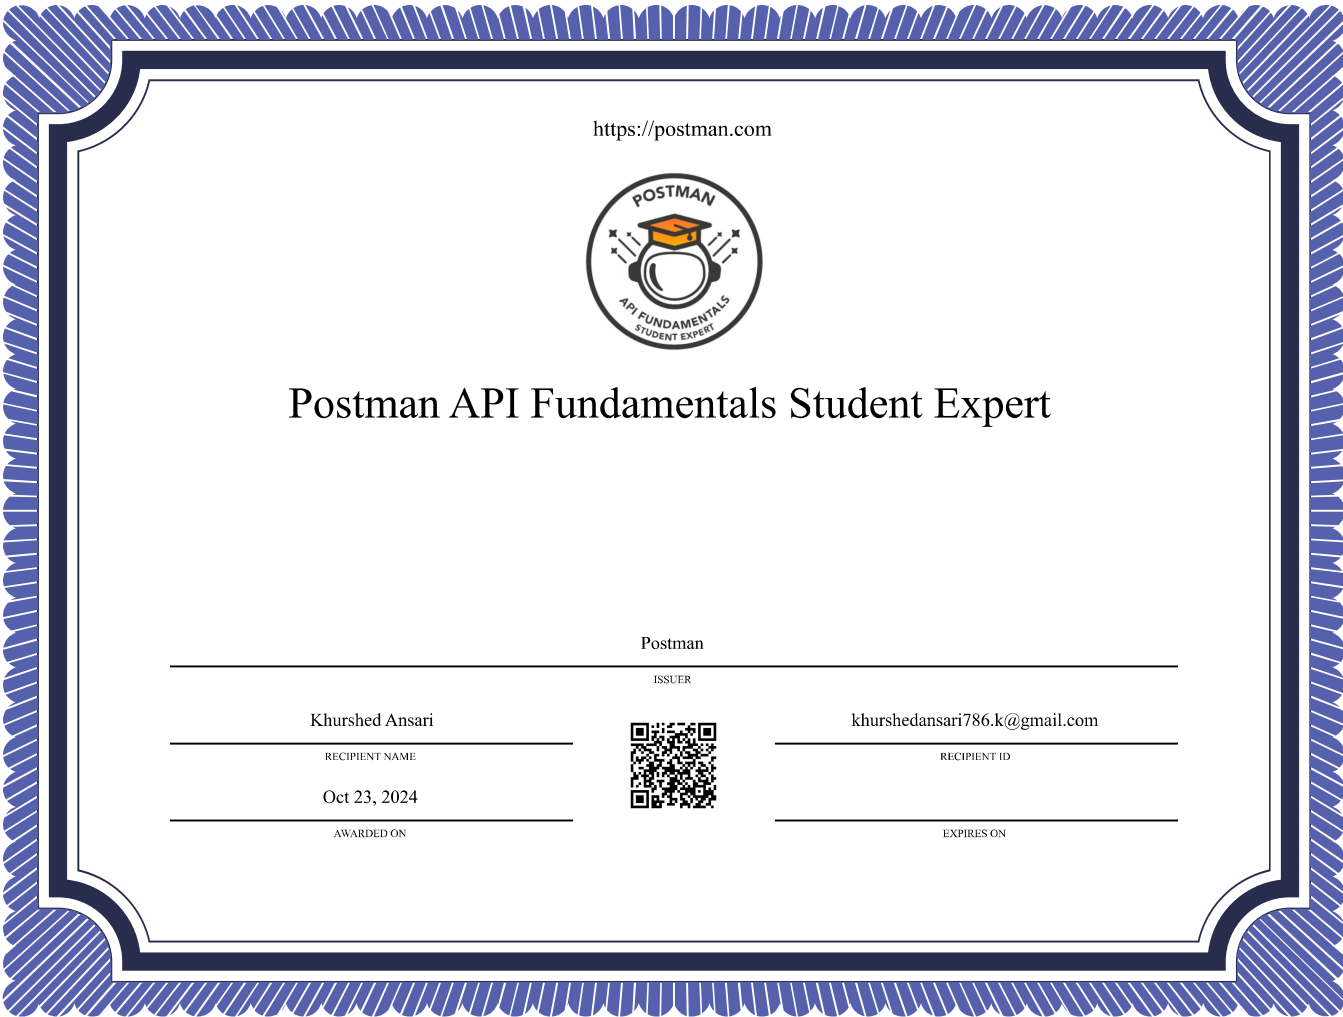 https://postman.com
POSTMAN
API FUNDAMENTALS
STUDENT EXPERT
Postman API Fundamentals Student Expert
Postman
ISSUER
Khurshed Ansari
khurshedansari786.k@gmail.com
RECIPIENT NAME
RECIPIENT ID
Oct 23, 2024
AWARDED ON
EXPIRES ON